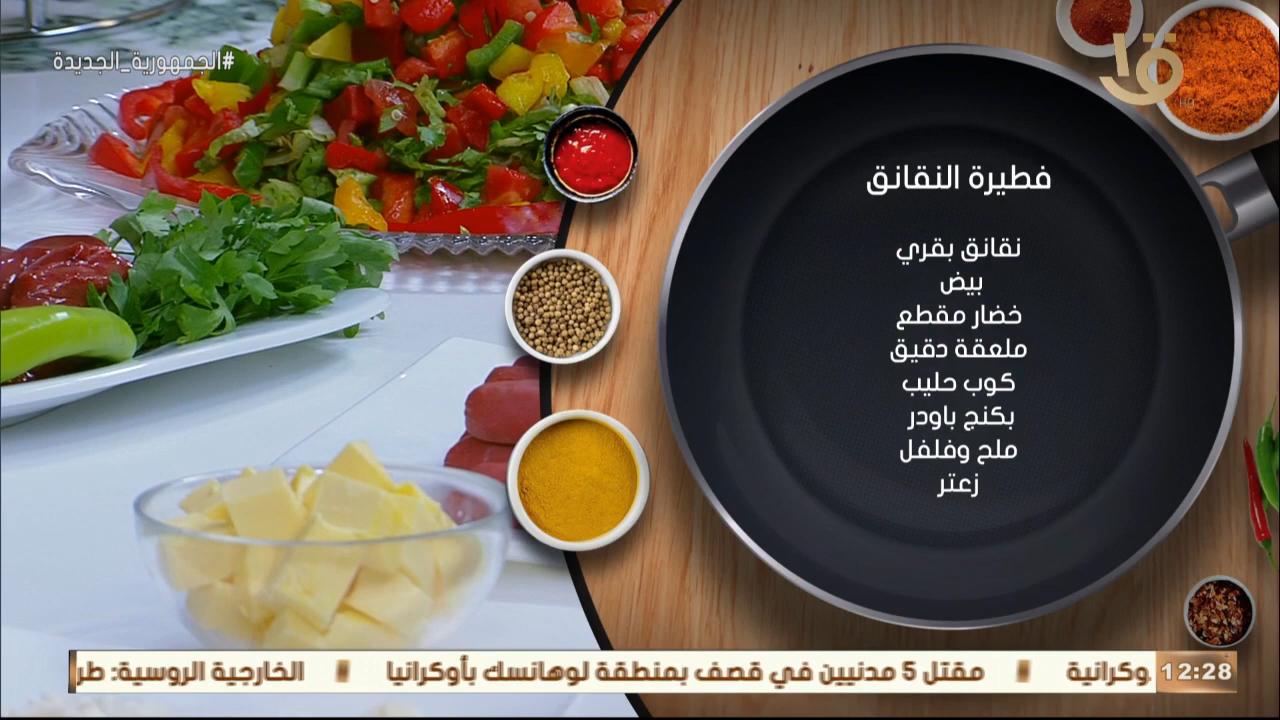 #الجمهورية_الجديدة
HD
فطيرة النقانق
نقانق بقري
بيض
خضار مقطع
ملعقة دقيق
كوب حليب
بكنج باودر
ملح وفلفل
زعتر
12:28
وكرانية ▪ مقتل 5 مدنيين في قصف بمنطقة لوهانسك بأوكرانيا ▪ الخارجية الروسية: طر